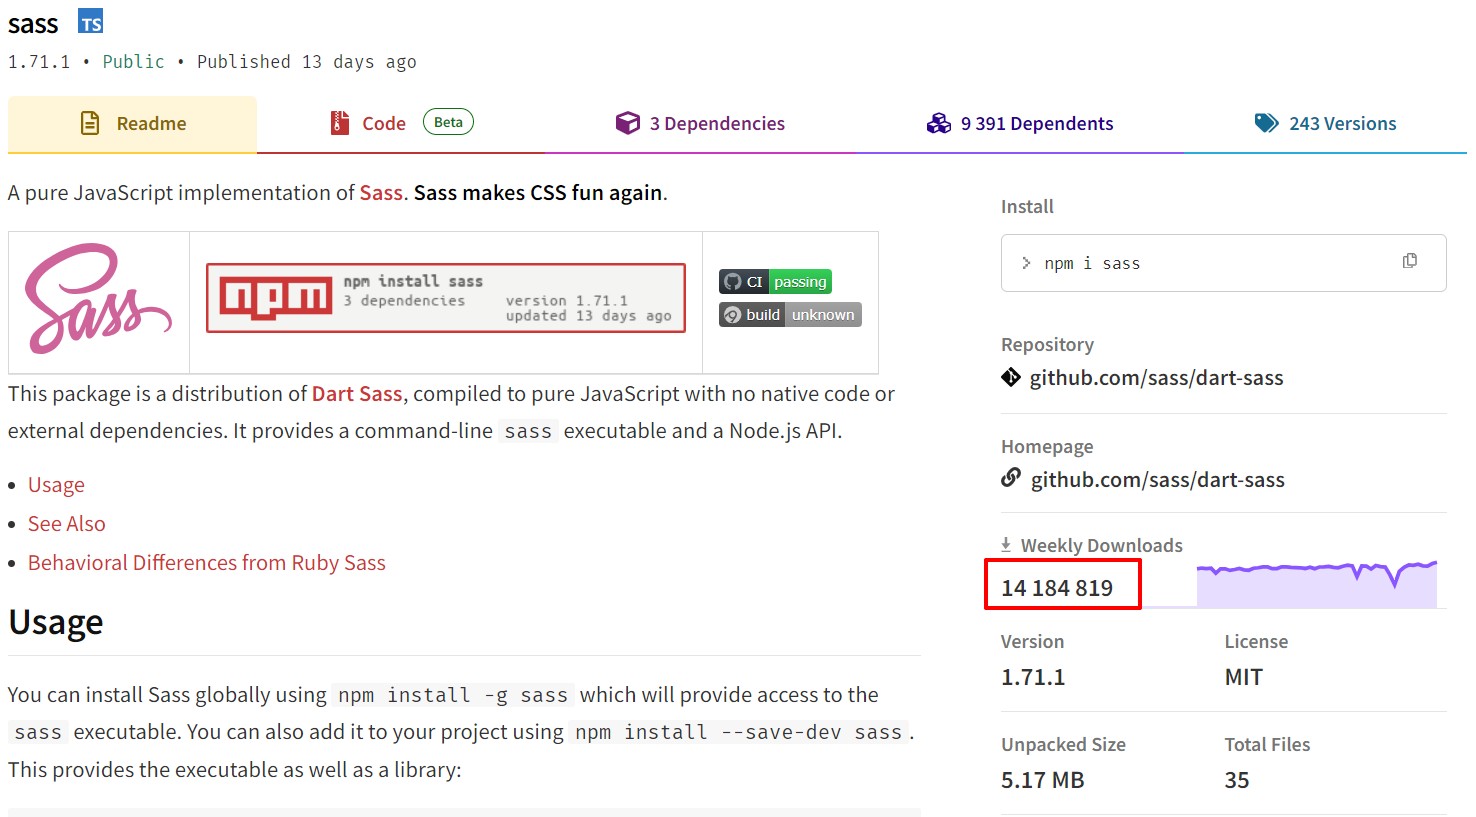 sass TS
1.71.1 • Public • Published 13 days ago
Readme
Code Beta
3 Dependencies
9 391 Dependents
243 Versions
A pure JavaScript implementation of Sass. Sass makes CSS fun again.
Sass
npm
npm install sass
3 dependencies
version 1.71.1
updated 13 days ago
CI passing
build unknown
This package is a distribution of Dart Sass, compiled to pure JavaScript with no native code or
external dependencies. It provides a command-line sass executable and a Node.js API.
• Usage
• See Also
• Behavioral Differences from Ruby Sass
Usage
You can install Sass globally using npm install -g sass which will provide access to the
sass executable. You can also add it to your project using npm install --save-dev sass.
This provides the executable as well as a library:
Install
> npm i sass
Repository
github.com/sass/dart-sass
Homepage
github.com/sass/dart-sass
Weekly Downloads
14 184 819
Version
1.71.1
License
MIT
Unpacked Size
5.17 MB
Total Files
35